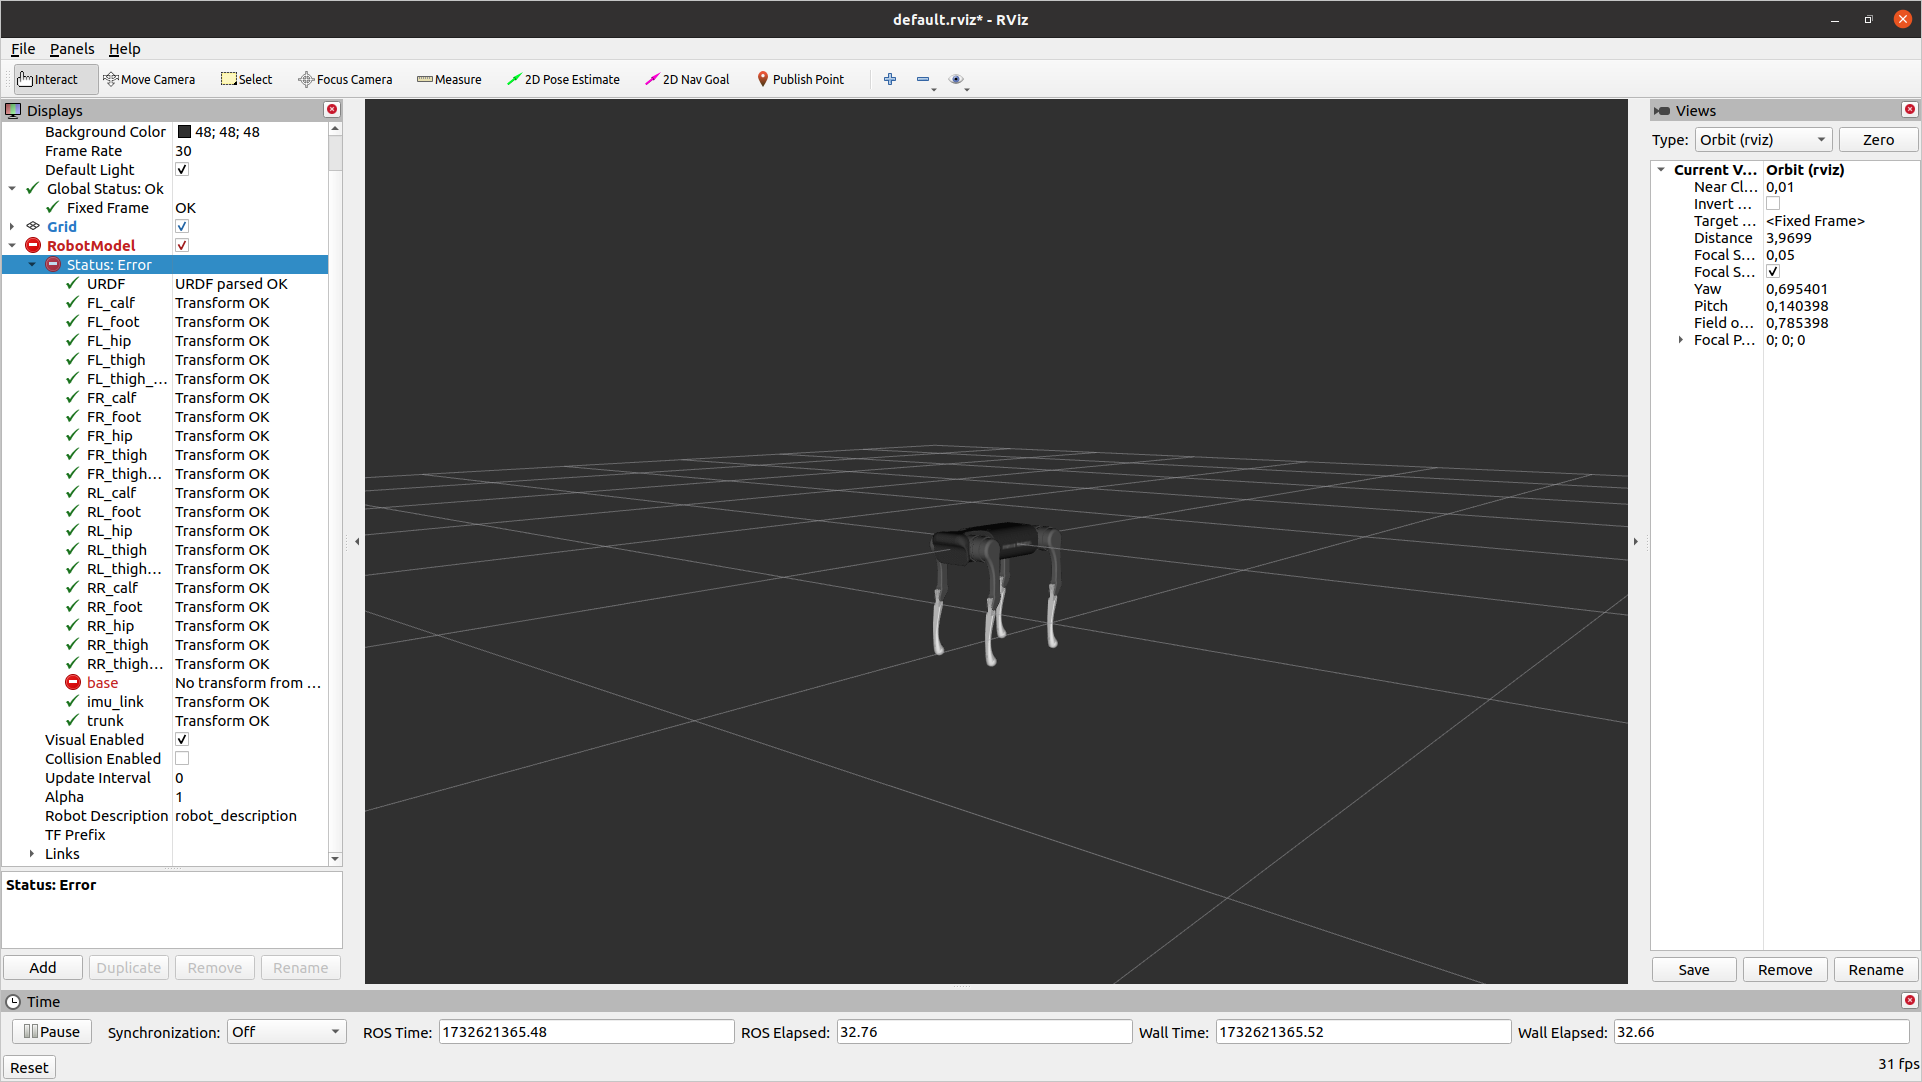 default.rviz* - RViz
File Panels Help
Interact Move Camera Select Focus Camera Measure 2D Pose Estimate 2D Nav Goal Publish Point
Displays
Background Color 48; 48; 48
Frame Rate 30
Default Light
Global Status: Ok
Fixed Frame OK
Grid
RobotModel
Status: Error
URDF URDF parsed OK
FL_calf Transform OK
FL_foot Transform OK
FL_hip Transform OK
FL_thigh Transform OK
FL_thigh_... Transform OK
FR_calf Transform OK
FR_foot Transform OK
FR_hip Transform OK
FR_thigh Transform OK
FR_thigh... Transform OK
RL_calf Transform OK
RL_foot Transform OK
RL_hip Transform OK
RL_thigh Transform OK
RL_thigh... Transform OK
RR_calf Transform OK
RR_foot Transform OK
RR_hip Transform OK
RR_thigh Transform OK
RR_thigh... Transform OK
base No transform from ...
imu_link Transform OK
trunk Transform OK
Visual Enabled
Collision Enabled
Update Interval 0
Alpha 1
Robot Description robot_description
TF Prefix
Links
Status: Error
Add Duplicate Remove Rename
Views
Type: Orbit (rviz) Zero
Current V... Orbit (rviz)
Near Cl... 0,01
Invert ...
Target ... <Fixed Frame>
Distance 3,9699
Focal S... 0,05
Focal S...
Yaw 0,695401
Pitch 0,140398
Field o... 0,785398
Focal P... 0; 0; 0
Save Remove Rename
Time
Pause Synchronization: Off ROS Time: 1732621365.48 ROS Elapsed: 32.76 Wall Time: 1732621365.52 Wall Elapsed: 32.66
Reset 31 fps